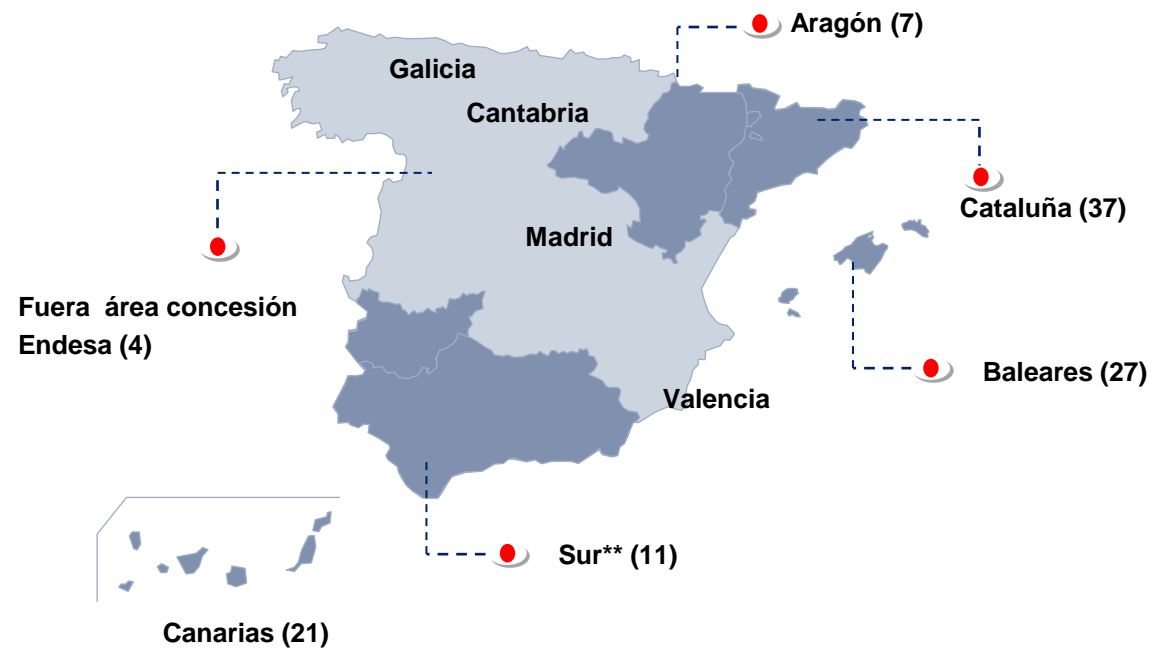 Aragón (7)
Galicia
Cantabria
Cataluña (37)
Madrid
Fuera área concesión
Endesa (4)
Baleares (27)
Valencia
Sur** (11)
Canarias (21)